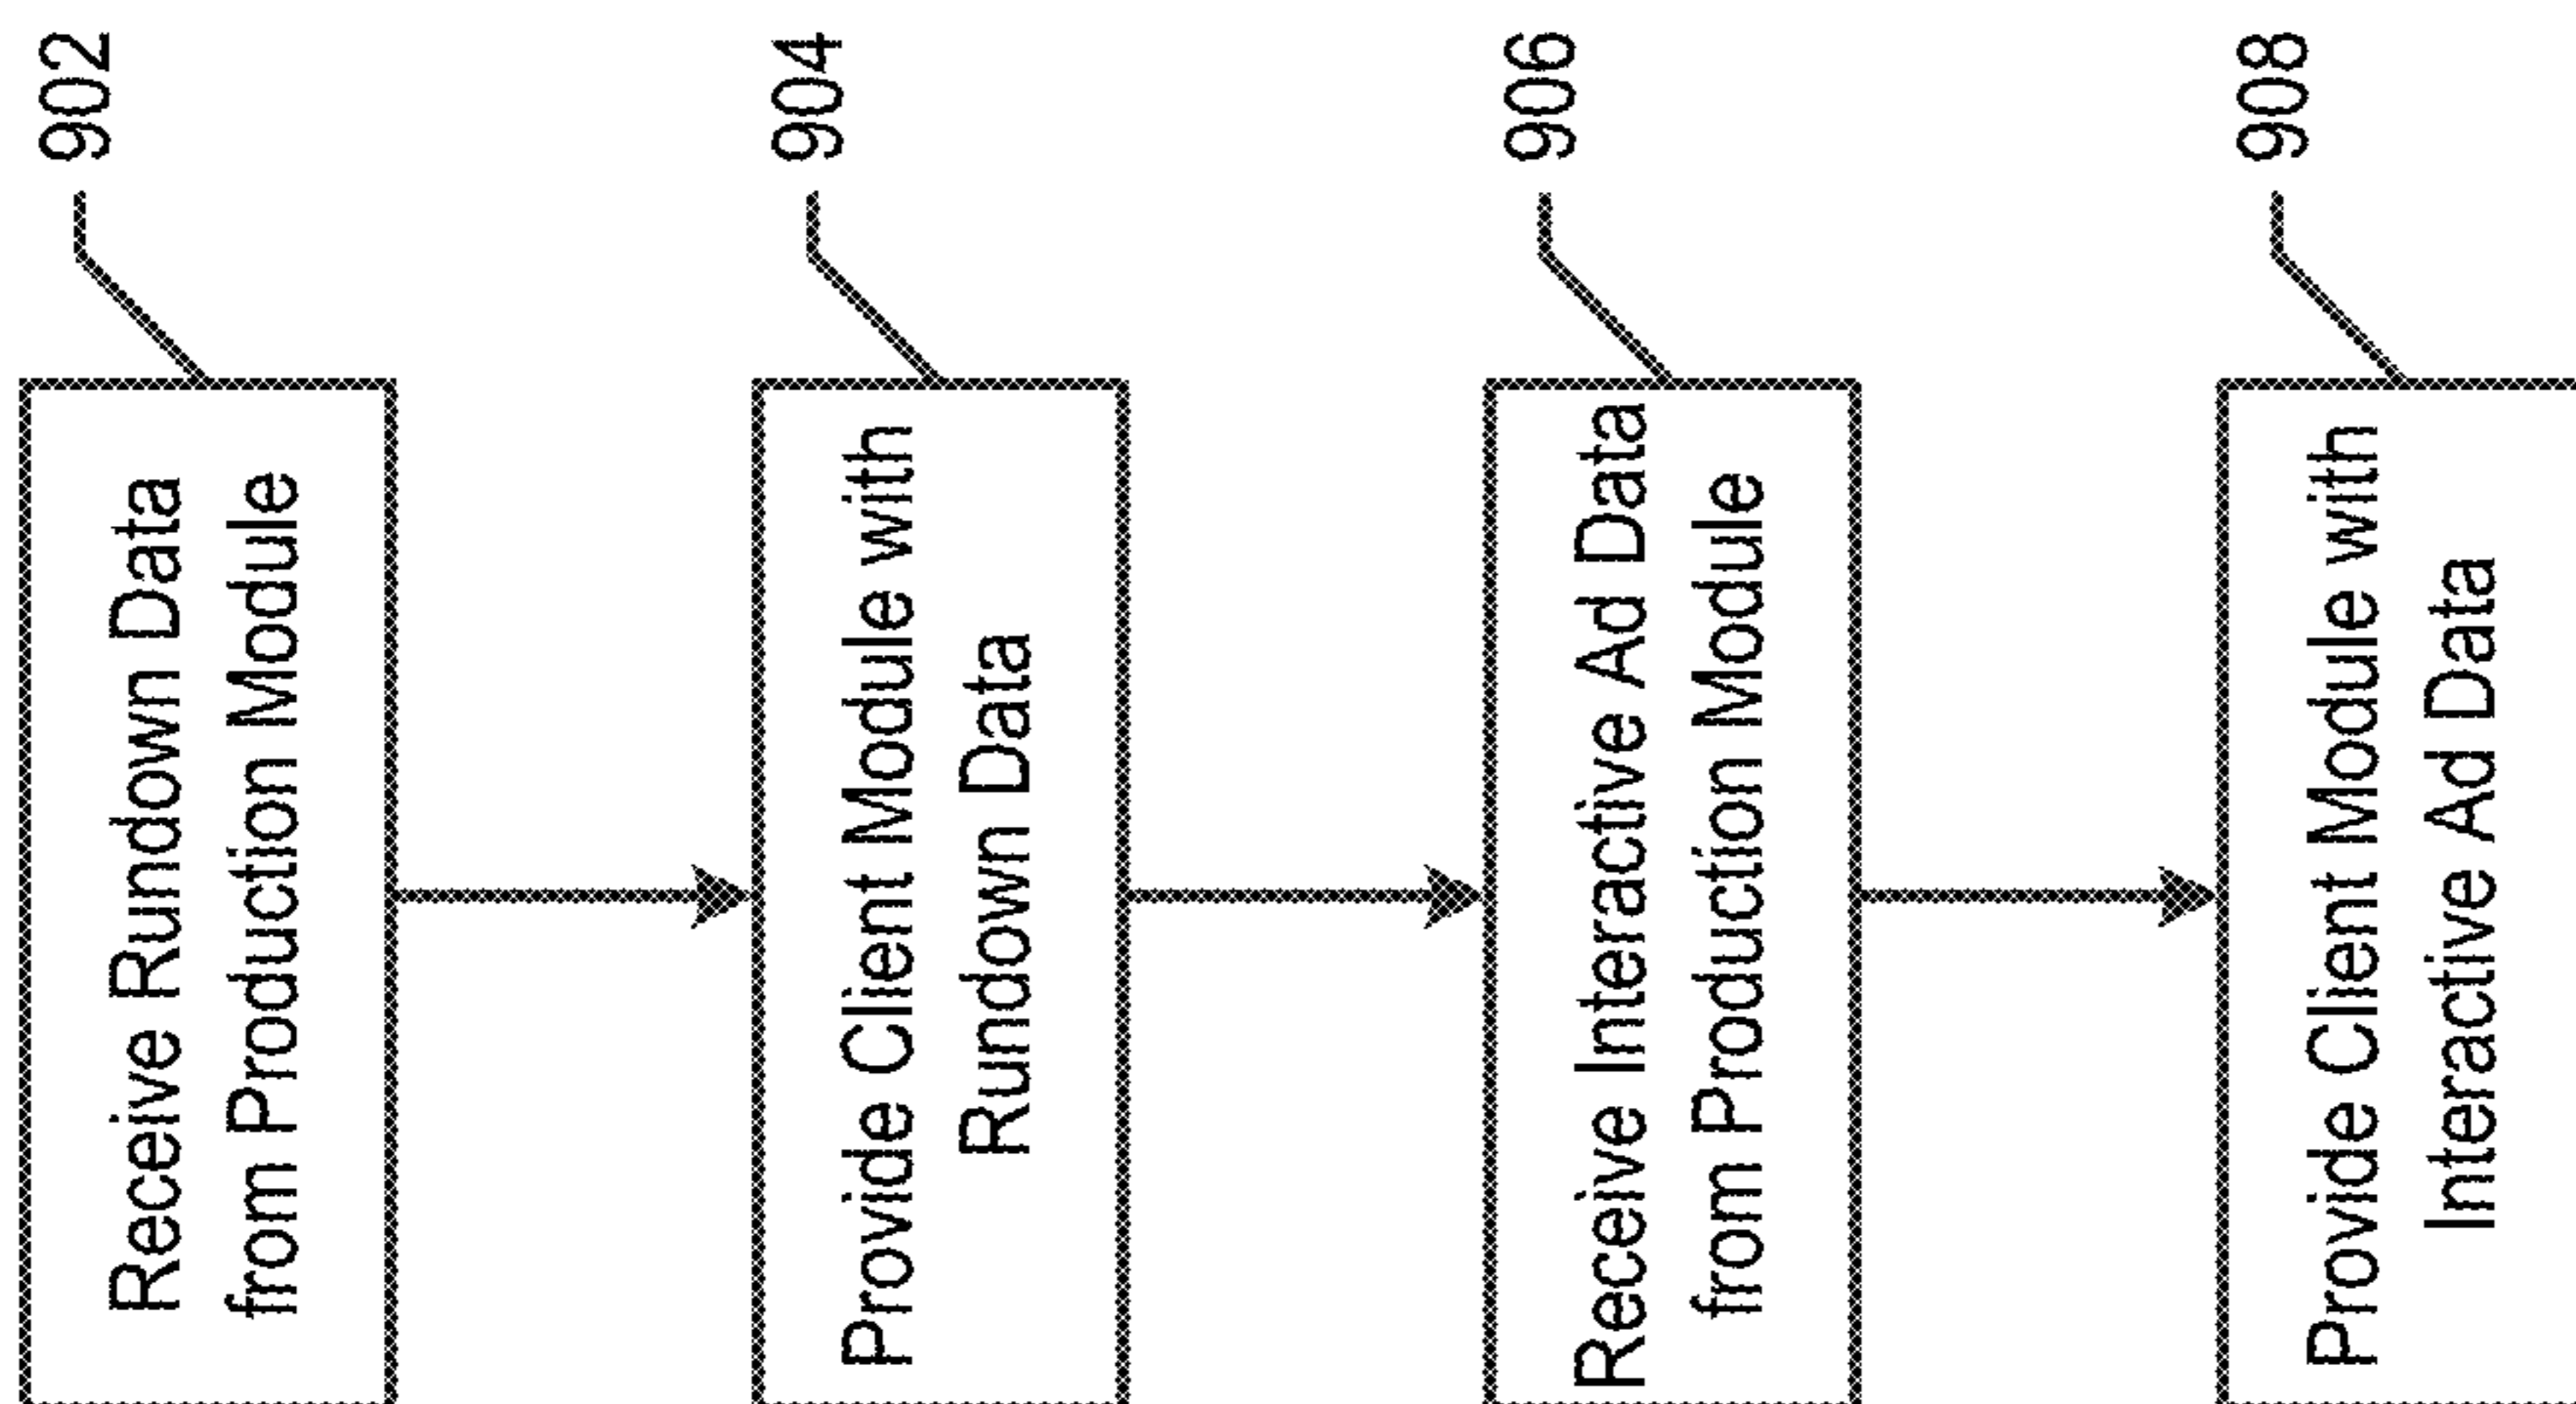 902
Receive Rundown Data
from Production Module
904
Provide Client Module with
Rundown Data
906
Receive Interactive Ad Data
from Production Module
908
Provide Client Module with
Interactive Ad Data